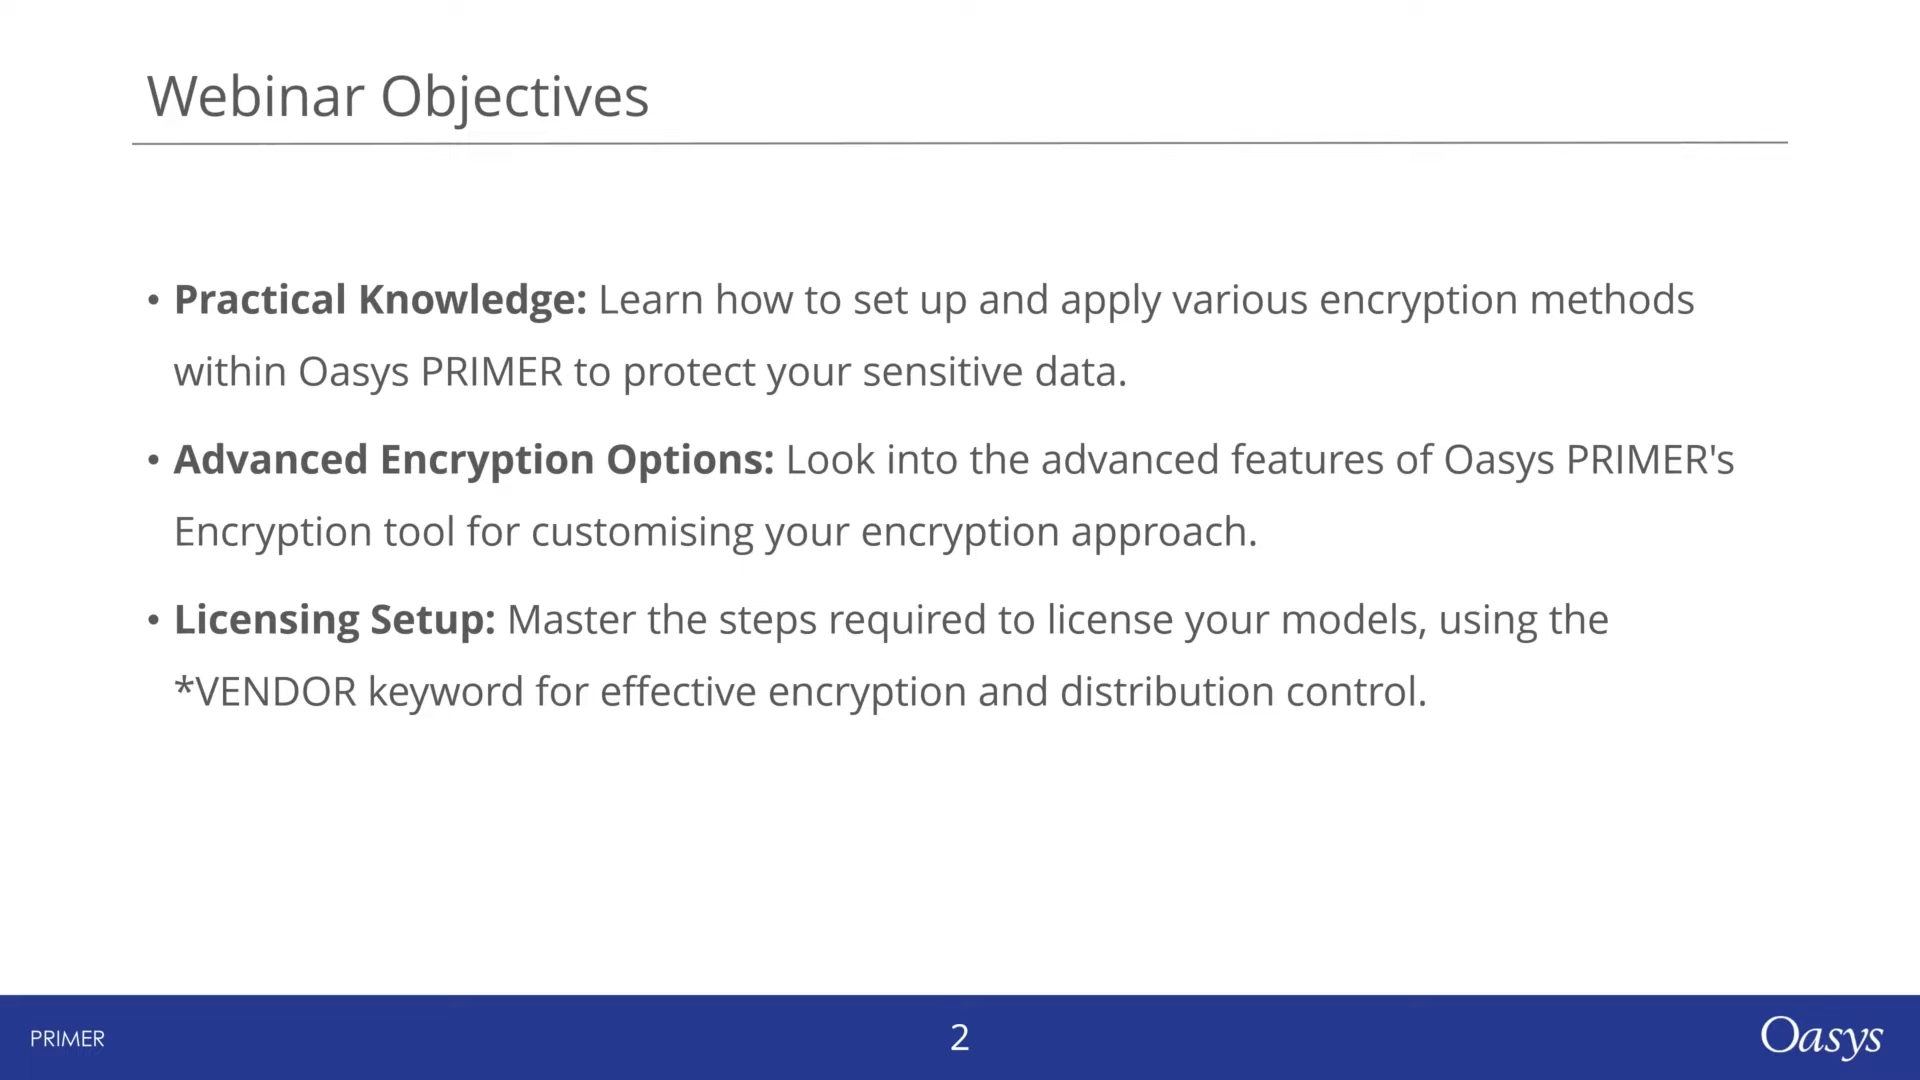 Webinar Objectives
• Practical Knowledge: Learn how to set up and apply various encryption methods
within Oasys PRIMER to protect your sensitive data.
• Advanced Encryption Options: Look into the advanced features of Oasys PRIMER's
Encryption tool for customising your encryption approach.
• Licensing Setup: Master the steps required to license your models, using the
*VENDOR keyword for effective encryption and distribution control.
PRIMER
2
Oasys